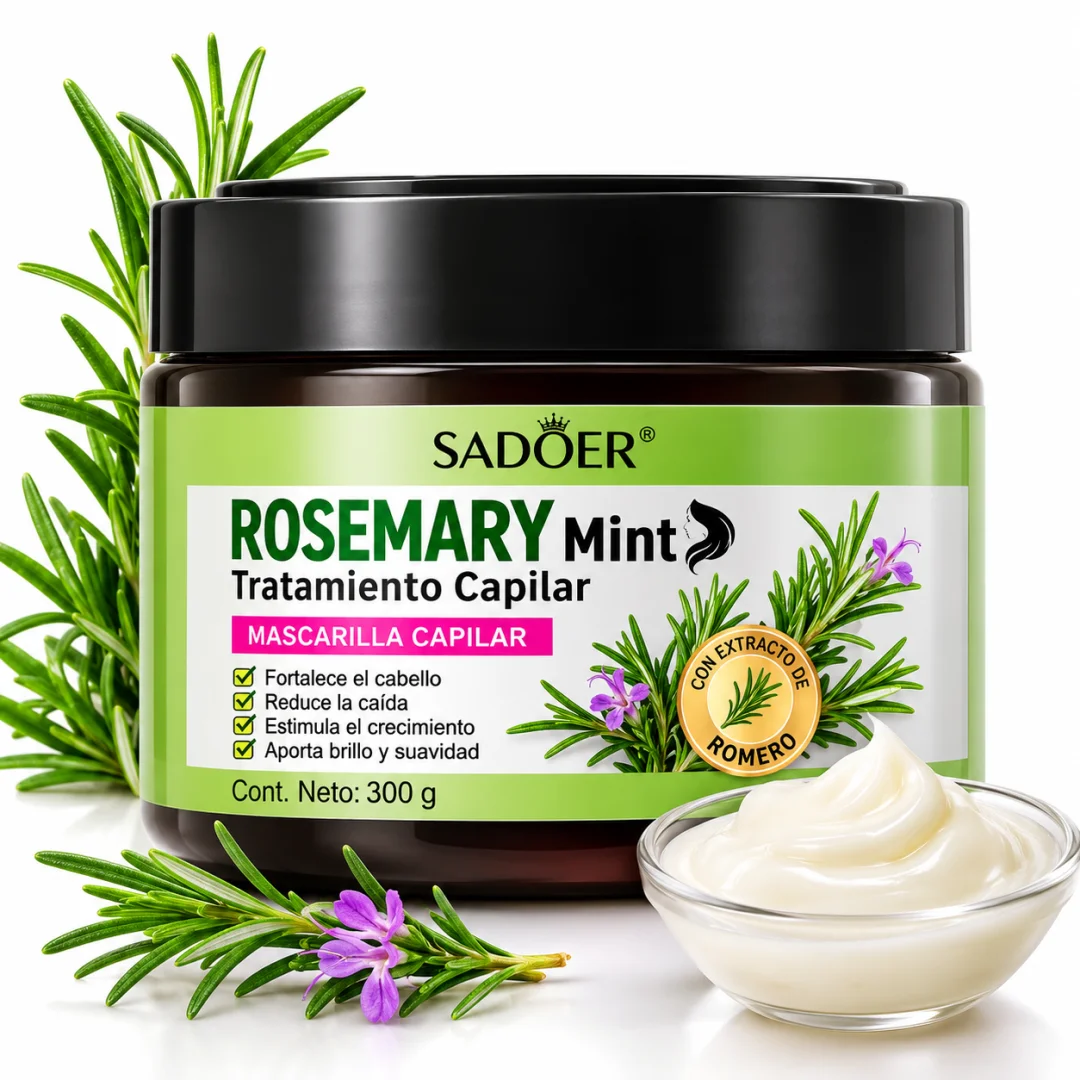 SADOER®
ROSEMARY Mint
Tratamiento Capilar
MASCARILLA CAPILAR
Fortalece el cabello
Reduce la caída
Estimula el crecimiento
Aporta brillo y suavidad
CON EXTRACTO DE
ROMERO
Cont. Neto: 300 g